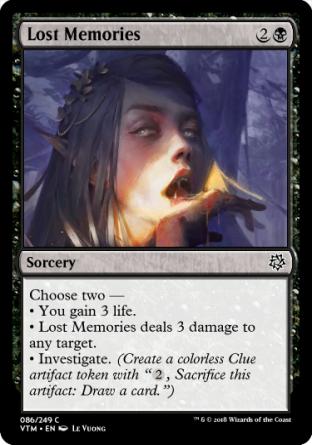 Lost Memories 2
Sorcery
Choose two —
• You gain 3 life.
• Lost Memories deals 3 damage to
any target.
• Investigate. (Create a colorless Clue
artifact token with “2, Sacrifice this
artifact: Draw a card.”)
086/249 C
VTM • EN Le Vuong
™ & © 2018 Wizards of the Coast